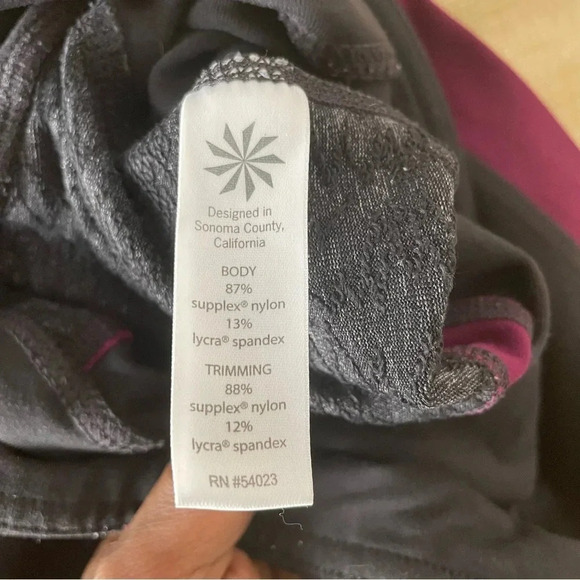 Designed in
Sonoma County,
California
BODY
87%
supplex® nylon
13%
lycra® spandex
TRIMMING
88%
supplex® nylon
12%
lycra® spandex
RN #54023